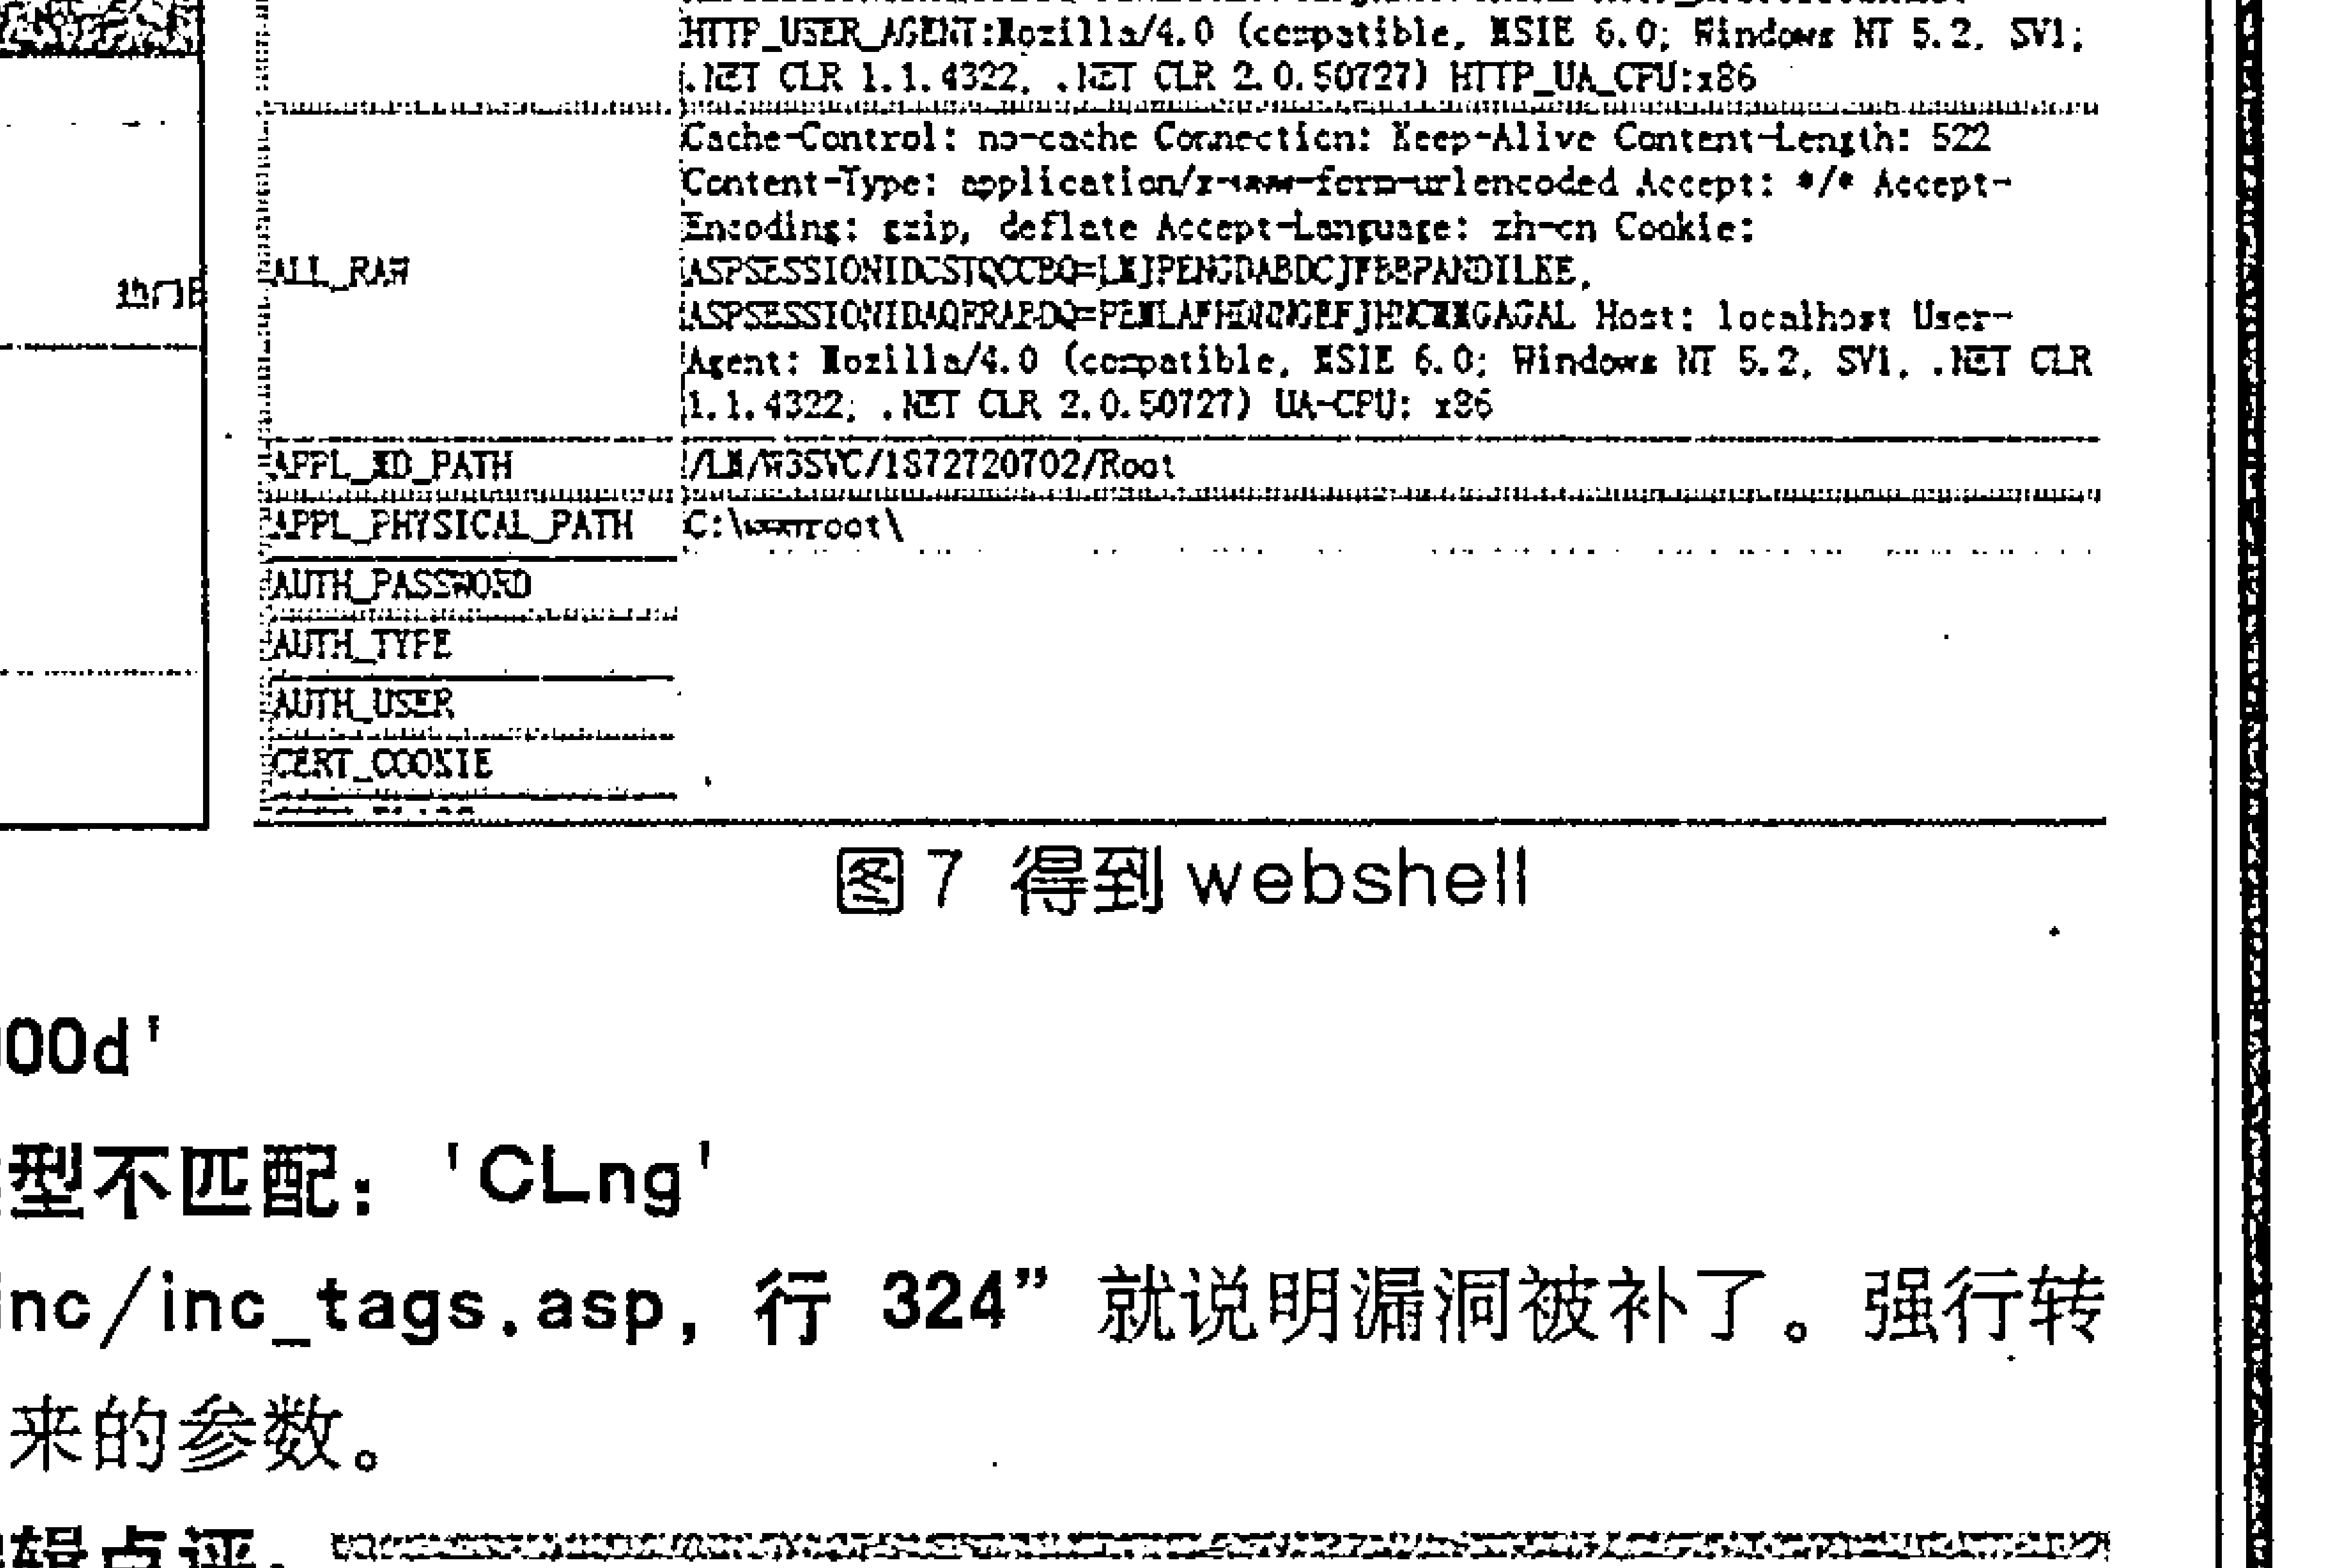 HTTP_USER_AGENT:Mozilla/4.0 (compatible; MSIE 6.0; Windows NT 5.2; SV1;
.NET CLR 1.1.4322; .NET CLR 2.0.50727) HTTP_UA_CPU:x86
Cache-Control: no-cache Connection: Keep-Alive Content-Length: 522
Content-Type: application/x-www-form-urlencoded Accept: */* Accept-
Encoding: gzip, deflate Accept-Language: zh-cn Cookie:
ALL_RAW
Host: localhost User-
Agent: Mozilla/4.0 (compatible; MSIE 6.0; Windows NT 5.2; SV1; .NET CLR
1.1.4322; .NET CLR 2.0.50727) UA-CPU: x86
APPL_MD_PATH /LM/W3SVC/1872720702/Root
APPL_PHYSICAL_PATH C:\wwwroot\
AUTH_PASSWORD
AUTH_TYPE
AUTH_USER
CERT_COOKIE
图7 得到webshell
00d'
型不匹配: 'CLng'
inc/inc_tags.asp, 行 324” 就说明漏洞被补了。强行转
来的参数。
辑点评